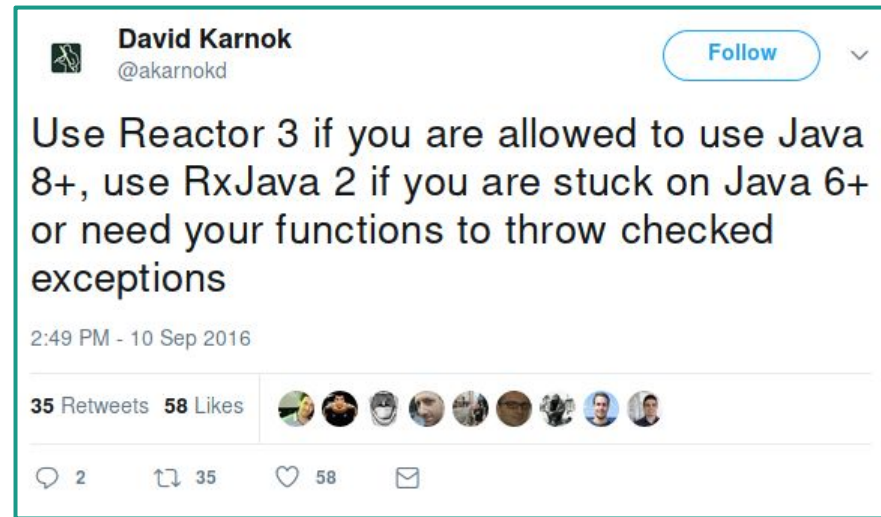 David Karnok
@akarnokd
Follow
Use Reactor 3 if you are allowed to use Java
8+, use RxJava 2 if you are stuck on Java 6+
or need your functions to throw checked
exceptions
2:49 PM - 10 Sep 2016
35 Retweets 58 Likes
2 35 58